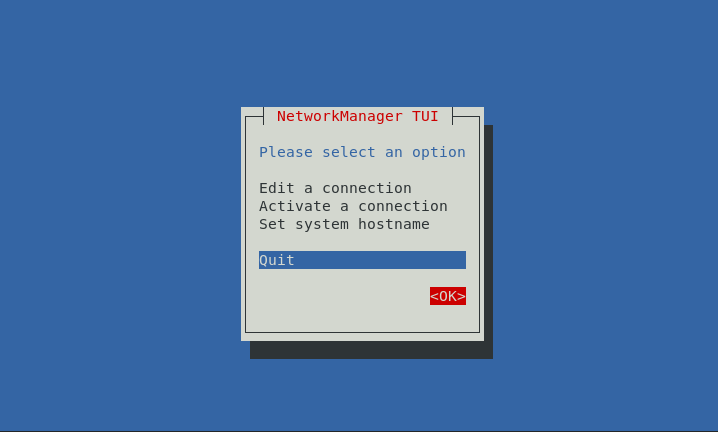 NetworkManager TUI
Please select an option
Edit a connection
Activate a connection
Set system hostname
Quit
<OK>